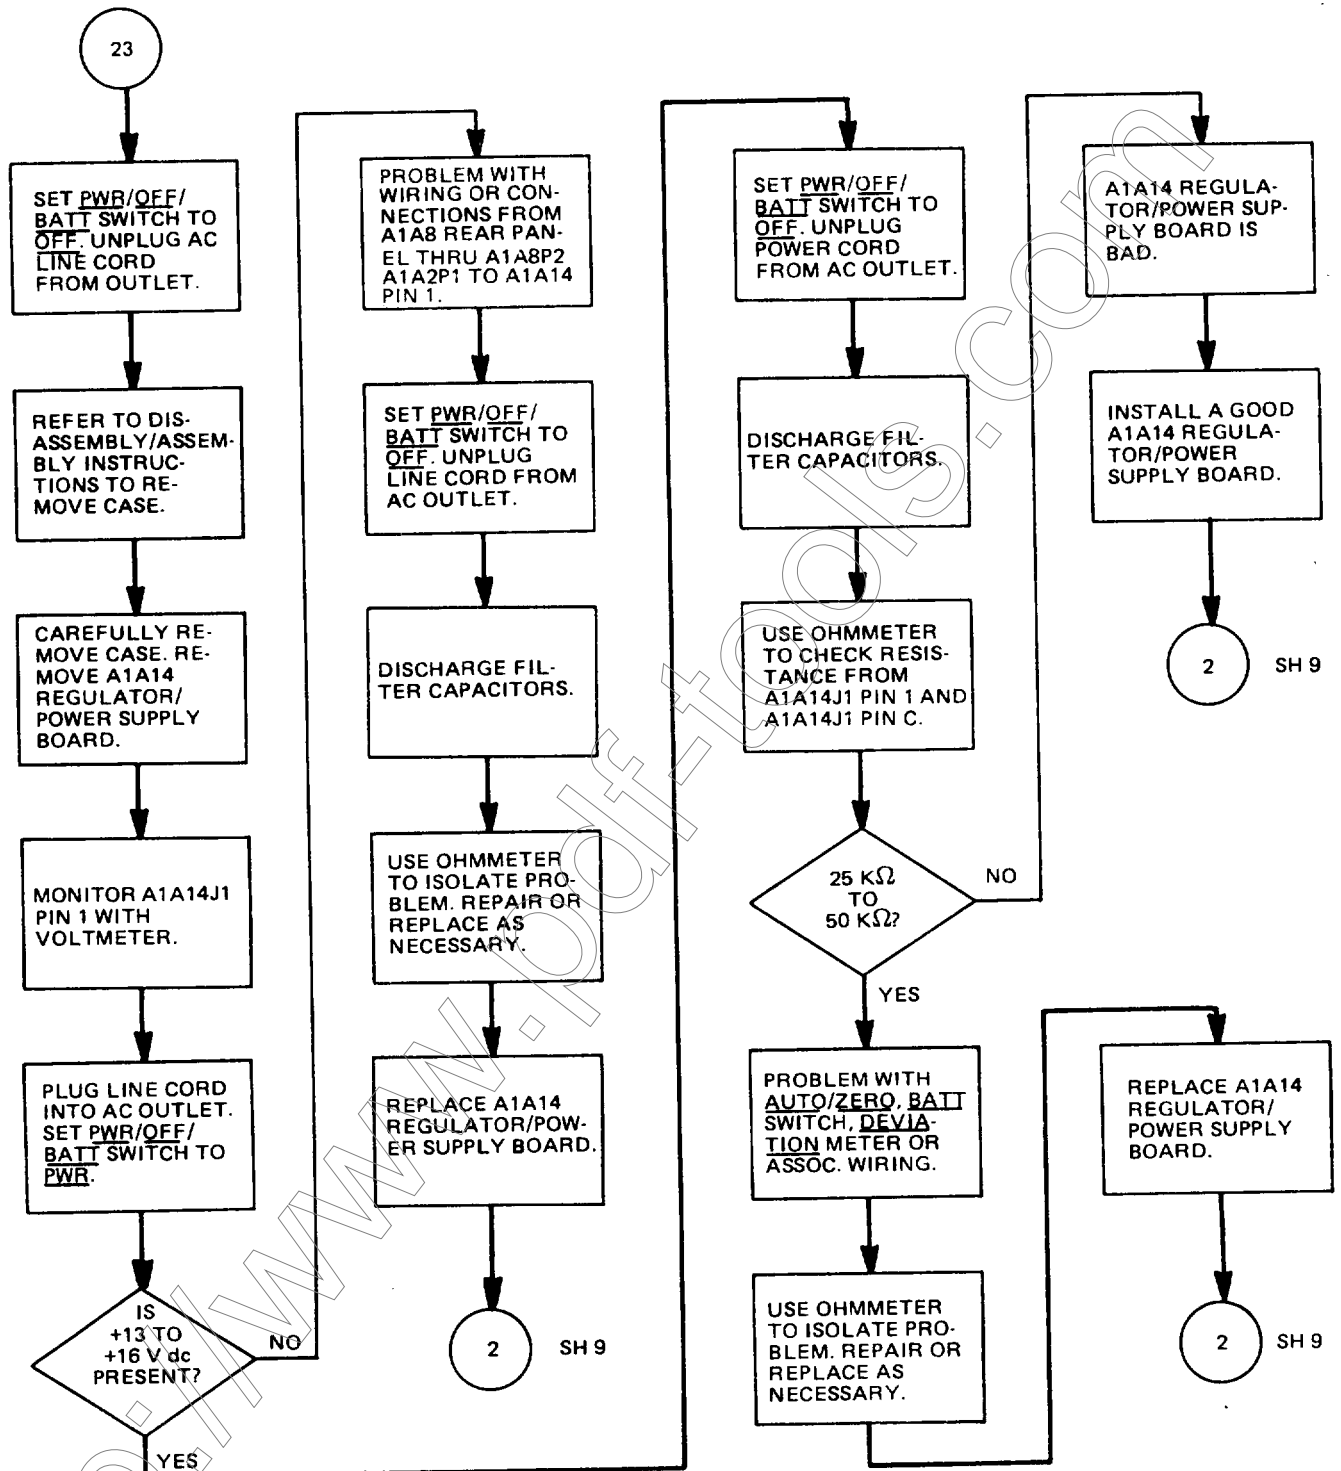 23
SET PWR/OFF/
BATT SWITCH TO
OFF. UNPLUG AC
LINE CORD
FROM OUTLET.
REFER TO DIS-
ASSEMBLY/ASSEM-
BLY INSTRUC-
TIONS TO RE-
MOVE CASE.
CAREFULLY RE-
MOVE CASE. RE-
MOVE A1A14
REGULATOR/
POWER SUPPLY
BOARD.
MONITOR A1A14J1
PIN 1 WITH
VOLTMETER.
PLUG LINE CORD
INTO AC OUTLET.
SET PWR/OFF/
BATT SWITCH TO
PWR.
IS
+13 TO
+16 V dc
PRESENT?
NO
YES
PROBLEM WITH
WIRING OR CON-
NECTIONS FROM
A1A8 REAR PAN-
EL THRU A1A8P2
A1A2P1 TO A1A14
PIN 1.
SET PWR/OFF/
BATT SWITCH TO
OFF. UNPLUG
LINE CORD FROM
AC OUTLET.
DISCHARGE FIL-
TER CAPACITORS.
USE OHMMETER
TO ISOLATE PRO-
BLEM. REPAIR OR
REPLACE AS
NECESSARY.
REPLACE A1A14
REGULATOR/POW-
ER SUPPLY BOARD.
2 SH 9
SET PWR/OFF/
BATT SWITCH TO
OFF. UNPLUG
POWER CORD
FROM AC OUTLET.
DISCHARGE FIL-
TER CAPACITORS.
USE OHMMETER
TO CHECK RESIS-
TANCE FROM
A1A14J1 PIN 1 AND
A1A14J1 PIN C.
25 KΩ
TO
50 KΩ?
NO
YES
PROBLEM WITH
AUTO/ZERO, BATT
SWITCH, DEVIA-
TION METER OR
ASSOC. WIRING.
USE OHMMETER
TO ISOLATE PRO-
BLEM. REPAIR OR
REPLACE AS
NECESSARY.
A1A14 REGULA-
TOR/POWER SUP-
PLY BOARD IS
BAD.
INSTALL A GOOD
A1A14 REGULA-
TOR/POWER
SUPPLY BOARD.
2 SH 9
REPLACE A1A14
REGULATOR/
POWER SUPPLY
BOARD.
2 SH 9
://www.pdf-tools.com